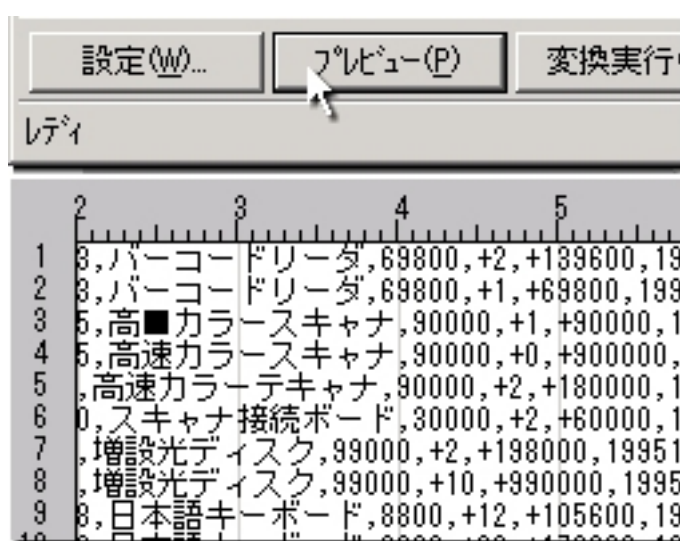 設定(W)... ﾌﾟﾚﾋﾞｭｰ(P) 変換実行
ﾚﾃﾞｨ
2 3 4 5
1 3,バーコードリーダ,69800,+2,+139600,19
2 3,バーコードリーダ,69800,+1,+69800,199
3 5,高■カラースキャナ,90000,+1,+90000,1
4 5,高速カラースキャナ,90000,+0,+900000,
5 ,高速カラーテキャナ,90000,+2,+180000,1
6 0,スキャナ接続ボード,30000,+2,+60000,1
7 ,増設光ディスク,99000,+2,+198000,19951
8 ,増設光ディスク,99000,+10,+990000,1995
9 8,日本語キーボード,8800,+12,+105600,19